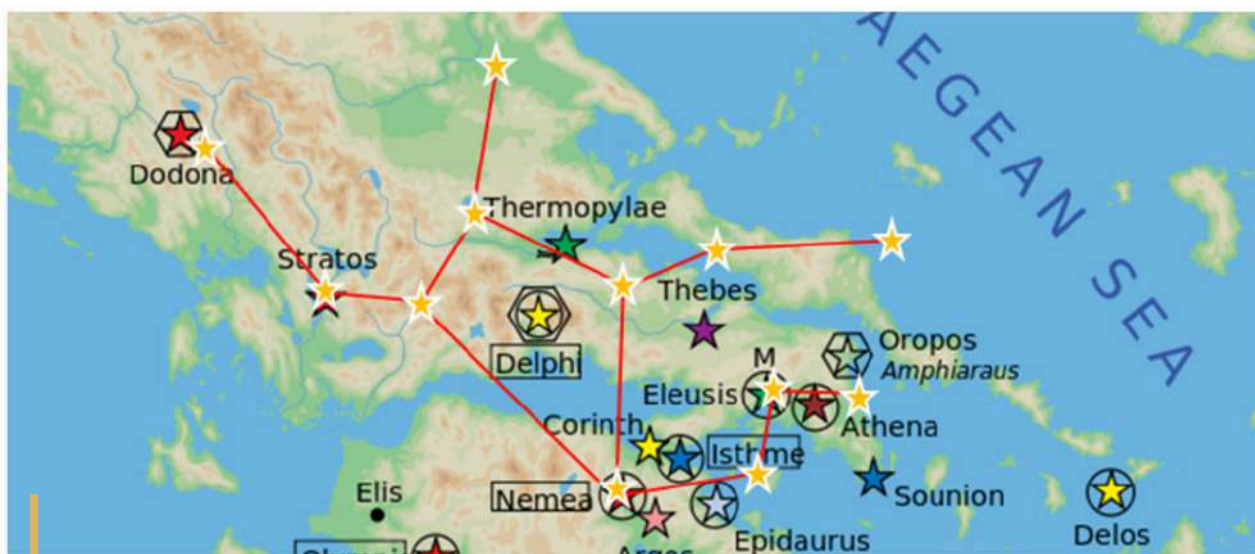 AEGEAN SEA
Dodona
Thermopylae
Stratos
Thebes
Delphi
Oropos
Amphiaraus
M
Eleusis
Athena
Corinth
Isthme
Elis
Nemea
Sounion
Delos
Epidaurus